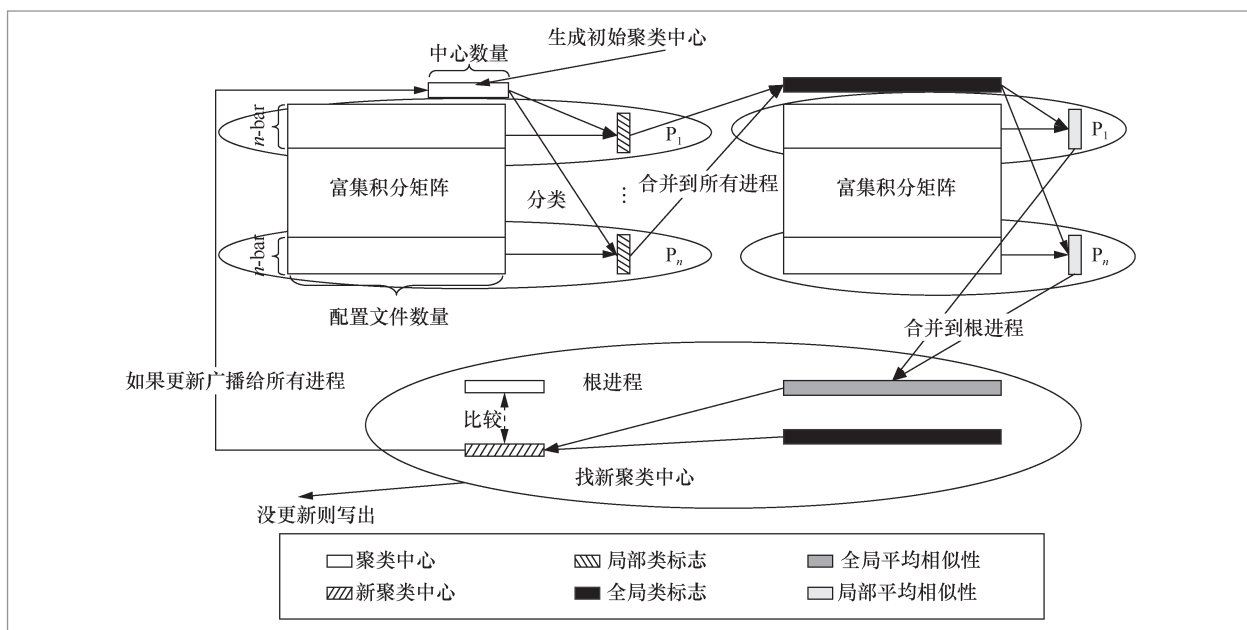 生成初始聚类中心
中心数量
n-bar
P1
P1
富集积分矩阵
分类
⋮
合并到所有进程
富集积分矩阵
n-bar
Pn
Pn
配置文件数量
合并到根进程
如果更新广播给所有进程
根进程
比较
找新聚类中心
没更新则写出
聚类中心
局部类标志
全局平均相似性
新聚类中心
全局类标志
局部平均相似性